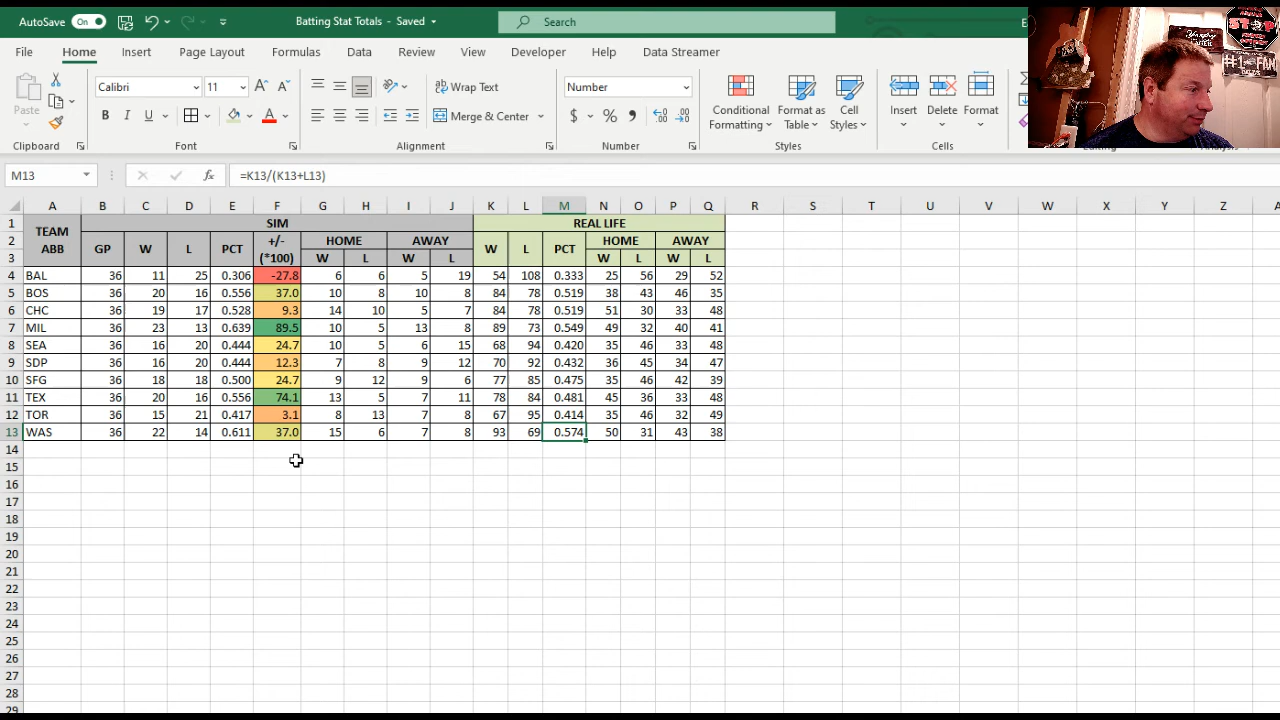 AutoSave On Batting Stat Totals - Saved Search
File Home Insert Page Layout Formulas Data Review View Developer Help Data Streamer
Calibri 11 Wrap Text Number
Paste B I U A Merge & Center $ % Conditional Formatting Format as Table Cell Styles Insert Delete Format
Clipboard Font Alignment Number Styles Cells
M13 fx =K13/(K13+L13)
A B C D E F G H I J K L M N O P Q R S T U V W X Y Z
1 TEAM ABB SIM REAL LIFE
2 GP W L PCT +/- (*100) HOME AWAY W L PCT HOME AWAY
3 W L W L W L W L
4 BAL 36 11 25 0.306 -27.8 6 6 5 19 54 108 0.333 25 56 29 52
5 BOS 36 20 16 0.556 37.0 10 8 10 8 84 78 0.519 38 43 46 35
6 CHC 36 19 17 0.528 9.3 14 10 5 7 84 78 0.519 51 30 33 48
7 MIL 36 23 13 0.639 89.5 10 5 13 8 89 73 0.549 49 32 40 41
8 SEA 36 16 20 0.444 24.7 10 5 6 15 68 94 0.420 35 46 33 48
9 SDP 36 16 20 0.444 12.3 7 8 9 12 70 92 0.432 36 45 34 47
10 SFG 36 18 18 0.500 24.7 9 12 9 6 77 85 0.475 35 46 42 39
11 TEX 36 20 16 0.556 74.1 13 5 7 11 78 84 0.481 45 36 33 48
12 TOR 36 15 21 0.417 3.1 8 13 7 8 67 95 0.414 35 46 32 49
13 WAS 36 22 14 0.611 37.0 15 6 7 8 93 69 0.574 50 31 43 38
14
15
16
17
18
19
20
21
22
23
24
25
26
27
28
29
#1 FAN